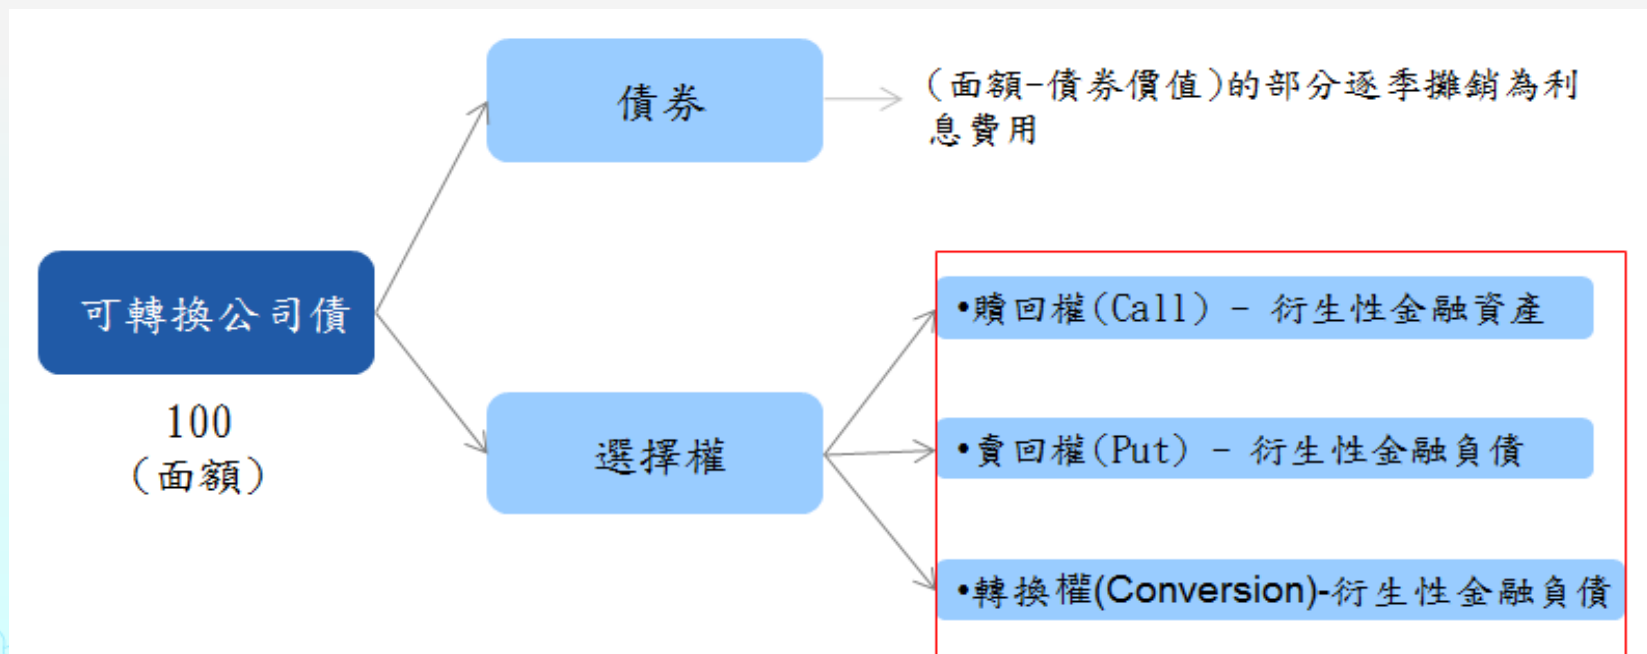 債券
(面額-債券價值)的部分逐季攤銷為利
息費用
可轉換公司債
100
(面額)
選擇權
•贖回權(Call) - 衍生性金融資產
•賣回權(Put) - 衍生性金融負債
•轉換權(Conversion)-衍生性金融負債